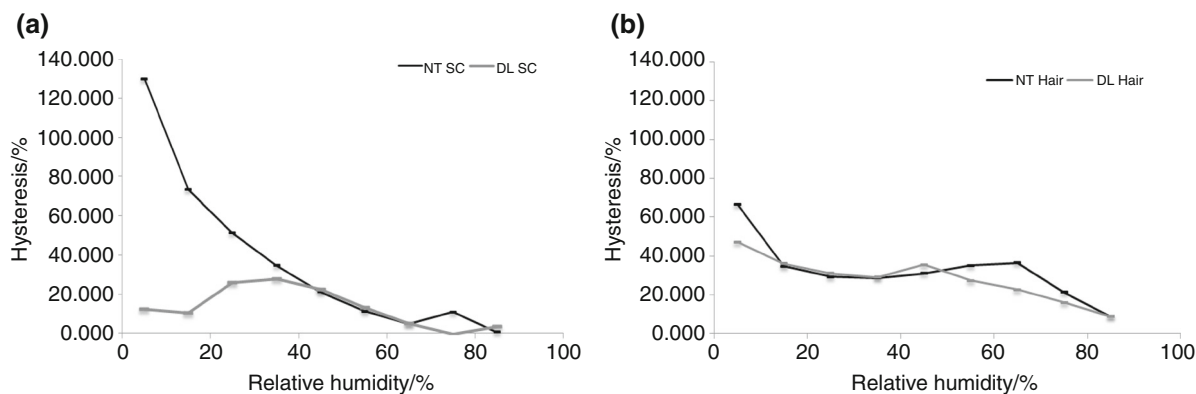 (a)
140.000
120.000
100.000
80.000
60.000
40.000
20.000
0.000
Hysteresis/%
NT SC DL SC
0 20 40 60 80 100
Relative humidity/%
(b)
140.000
120.000
100.000
80.000
60.000
40.000
20.000
0.000
Hysteresis/%
NT Hair DL Hair
0 20 40 60 80 100
Relative humidity/%